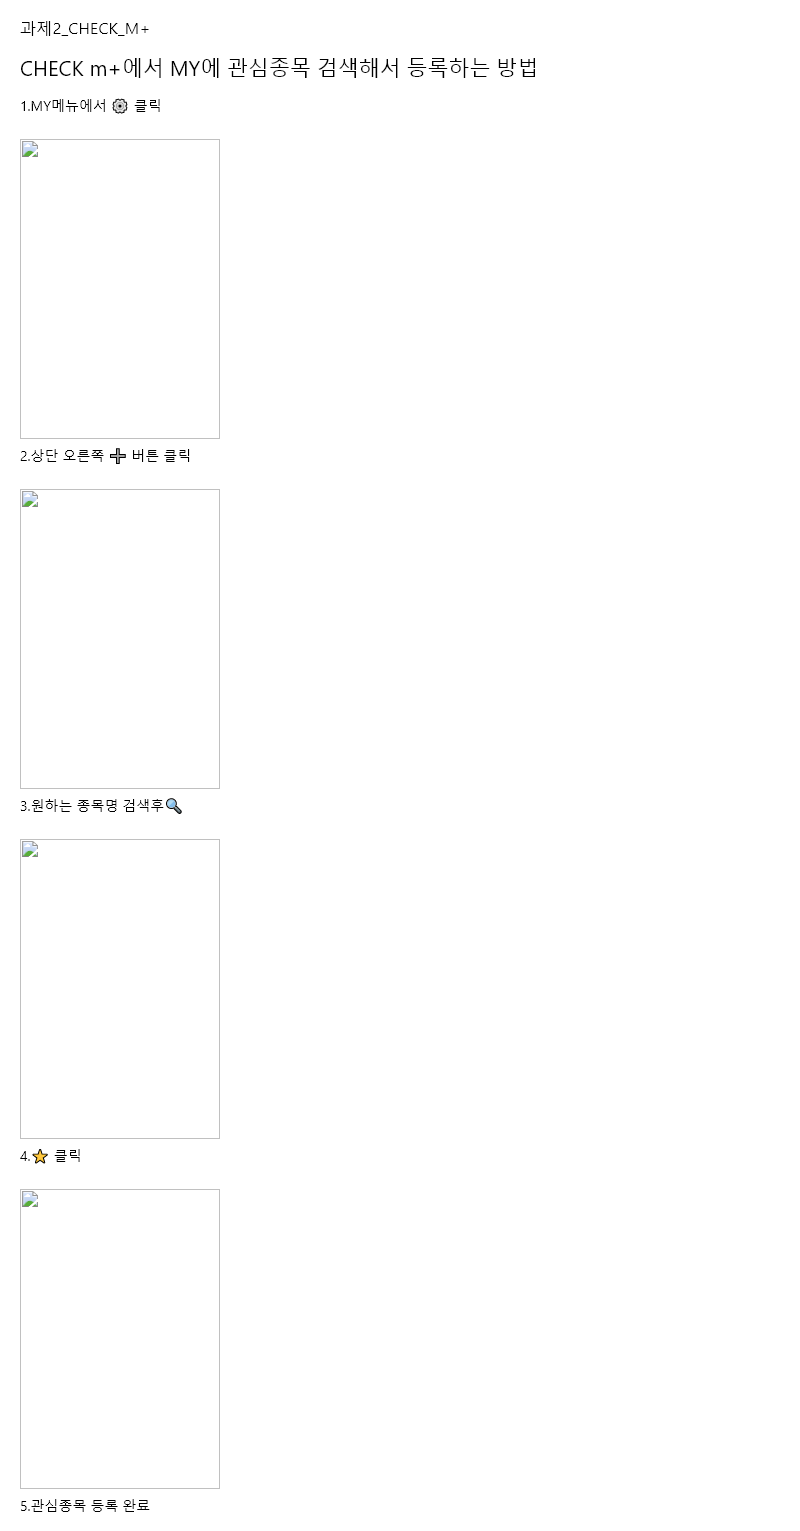 과제2_CHECK_M+
CHECK m+에서 MY에 관심종목 검색해서 등록하는 방법
1.MY메뉴에서 ⚙ 클릭
2.상단 오른쪽 ➕ 버튼 클릭
3.원하는 종목명 검색후🔍
4.⭐ 클릭
5.관심종목 등록 완료